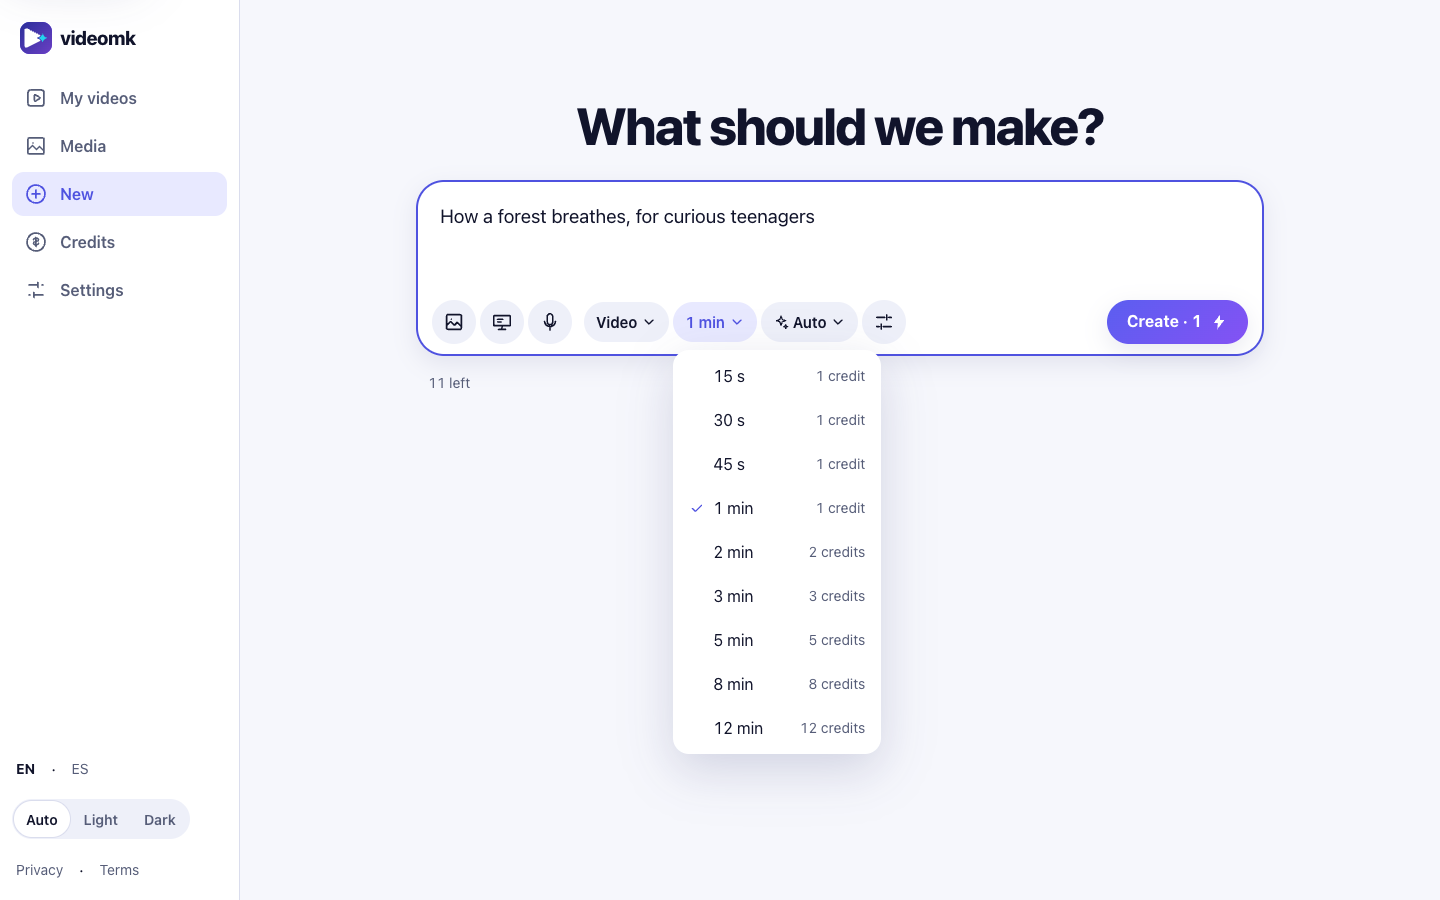 videomk
My videos
Media
New
Credits
Settings
EN · ES
Auto Light Dark
Privacy · Terms
What should we make?
How a forest breathes, for curious teenagers
Video 1 min Auto Create · 1
11 left
15 s 1 credit
30 s 1 credit
45 s 1 credit
1 min 1 credit
2 min 2 credits
3 min 3 credits
5 min 5 credits
8 min 8 credits
12 min 12 credits